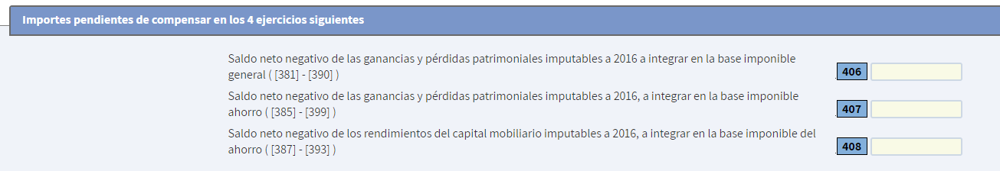 Importes pendientes de compensar en los 4 ejercicios siguientes
Saldo neto negativo de las ganancias y pérdidas patrimoniales imputables a 2016 a integrar en la base imponible
general ( [381] - [390] )
406
Saldo neto negativo de las ganancias y pérdidas patrimoniales imputables a 2016, a integrar en la base imponible
ahorro ( [385] - [399] )
407
Saldo neto negativo de los rendimientos del capital mobiliario imputables a 2016, a integrar en la base imponible del
ahorro ( [387] - [393] )
408